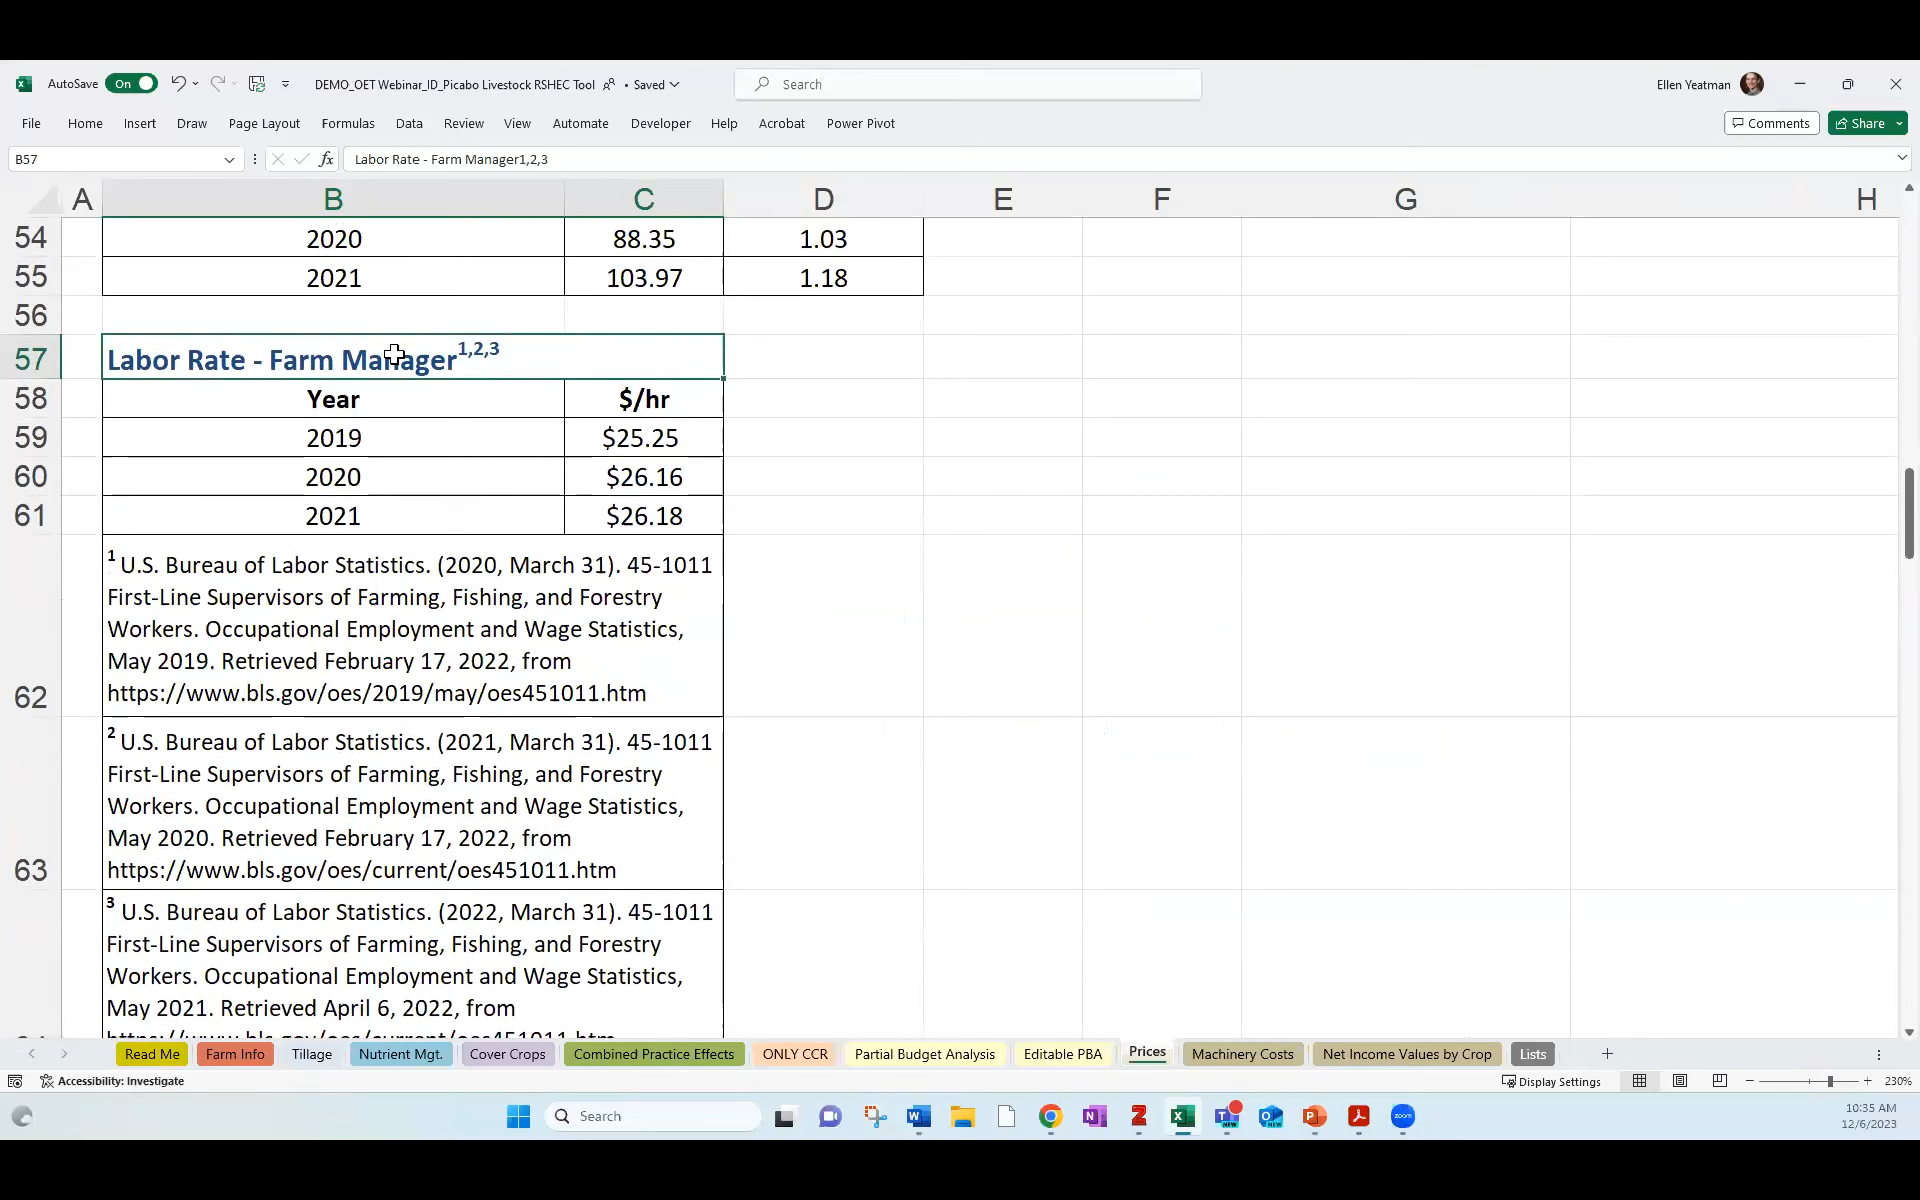 AutoSave On DEMO_OET Webinar_ID_Picabo Livestock RSHEC Tool • Saved Search Ellen Yeatman
File Home Insert Draw Page Layout Formulas Data Review View Automate Developer Help Acrobat Power Pivot Comments Share
B57 fx Labor Rate - Farm Manager1,2,3
A B C D E F G H
54 2020 88.35 1.03
55 2021 103.97 1.18
56
57 Labor Rate - Farm Manager1,2,3
58 Year $/hr
59 2019 $25.25
60 2020 $26.16
61 2021 $26.18
1 U.S. Bureau of Labor Statistics. (2020, March 31). 45-1011
First-Line Supervisors of Farming, Fishing, and Forestry
Workers. Occupational Employment and Wage Statistics,
May 2019. Retrieved February 17, 2022, from
62 https://www.bls.gov/oes/2019/may/oes451011.htm
2 U.S. Bureau of Labor Statistics. (2021, March 31). 45-1011
First-Line Supervisors of Farming, Fishing, and Forestry
Workers. Occupational Employment and Wage Statistics,
May 2020. Retrieved February 17, 2022, from
63 https://www.bls.gov/oes/current/oes451011.htm
3 U.S. Bureau of Labor Statistics. (2022, March 31). 45-1011
First-Line Supervisors of Farming, Fishing, and Forestry
Workers. Occupational Employment and Wage Statistics,
May 2021. Retrieved April 6, 2022, from
Read Me Farm Info Tillage Nutrient Mgt. Cover Crops Combined Practice Effects ONLY CCR Partial Budget Analysis Editable PBA Prices Machinery Costs Net Income Values by Crop Lists
Accessibility: Investigate Display Settings 230%
Search 10:35 AM
12/6/2023